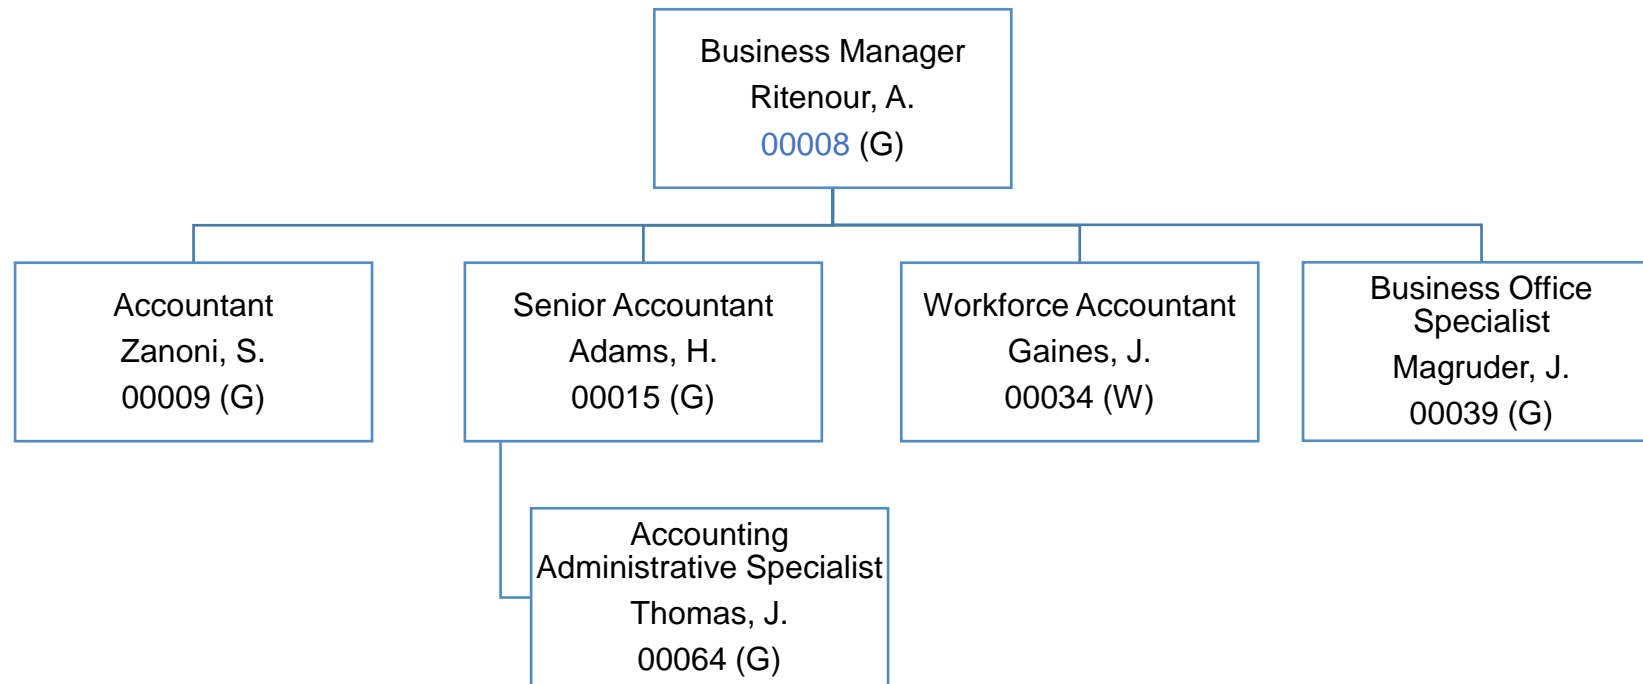 Business Manager
Ritenour, A.
00008 (G)
Accountant
Zanoni, S.
00009 (G)
Senior Accountant
Adams, H.
00015 (G)
Workforce Accountant
Gaines, J.
00034 (W)
Business Office
Specialist
Magruder, J.
00039 (G)
Accounting
Administrative Specialist
Thomas, J.
00064 (G)